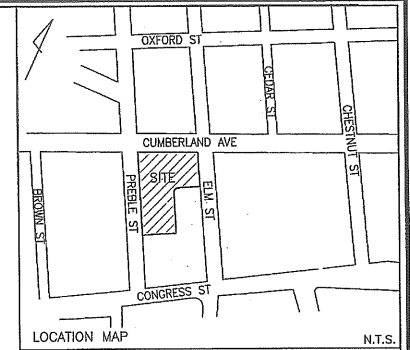 OXFORD ST
CEDAR ST
CHESTNUT ST
CUMBERLAND AVE
SITE
BROWN ST
PREBLE ST
ELM ST
CONGRESS ST
LOCATION MAP
N.T.S.